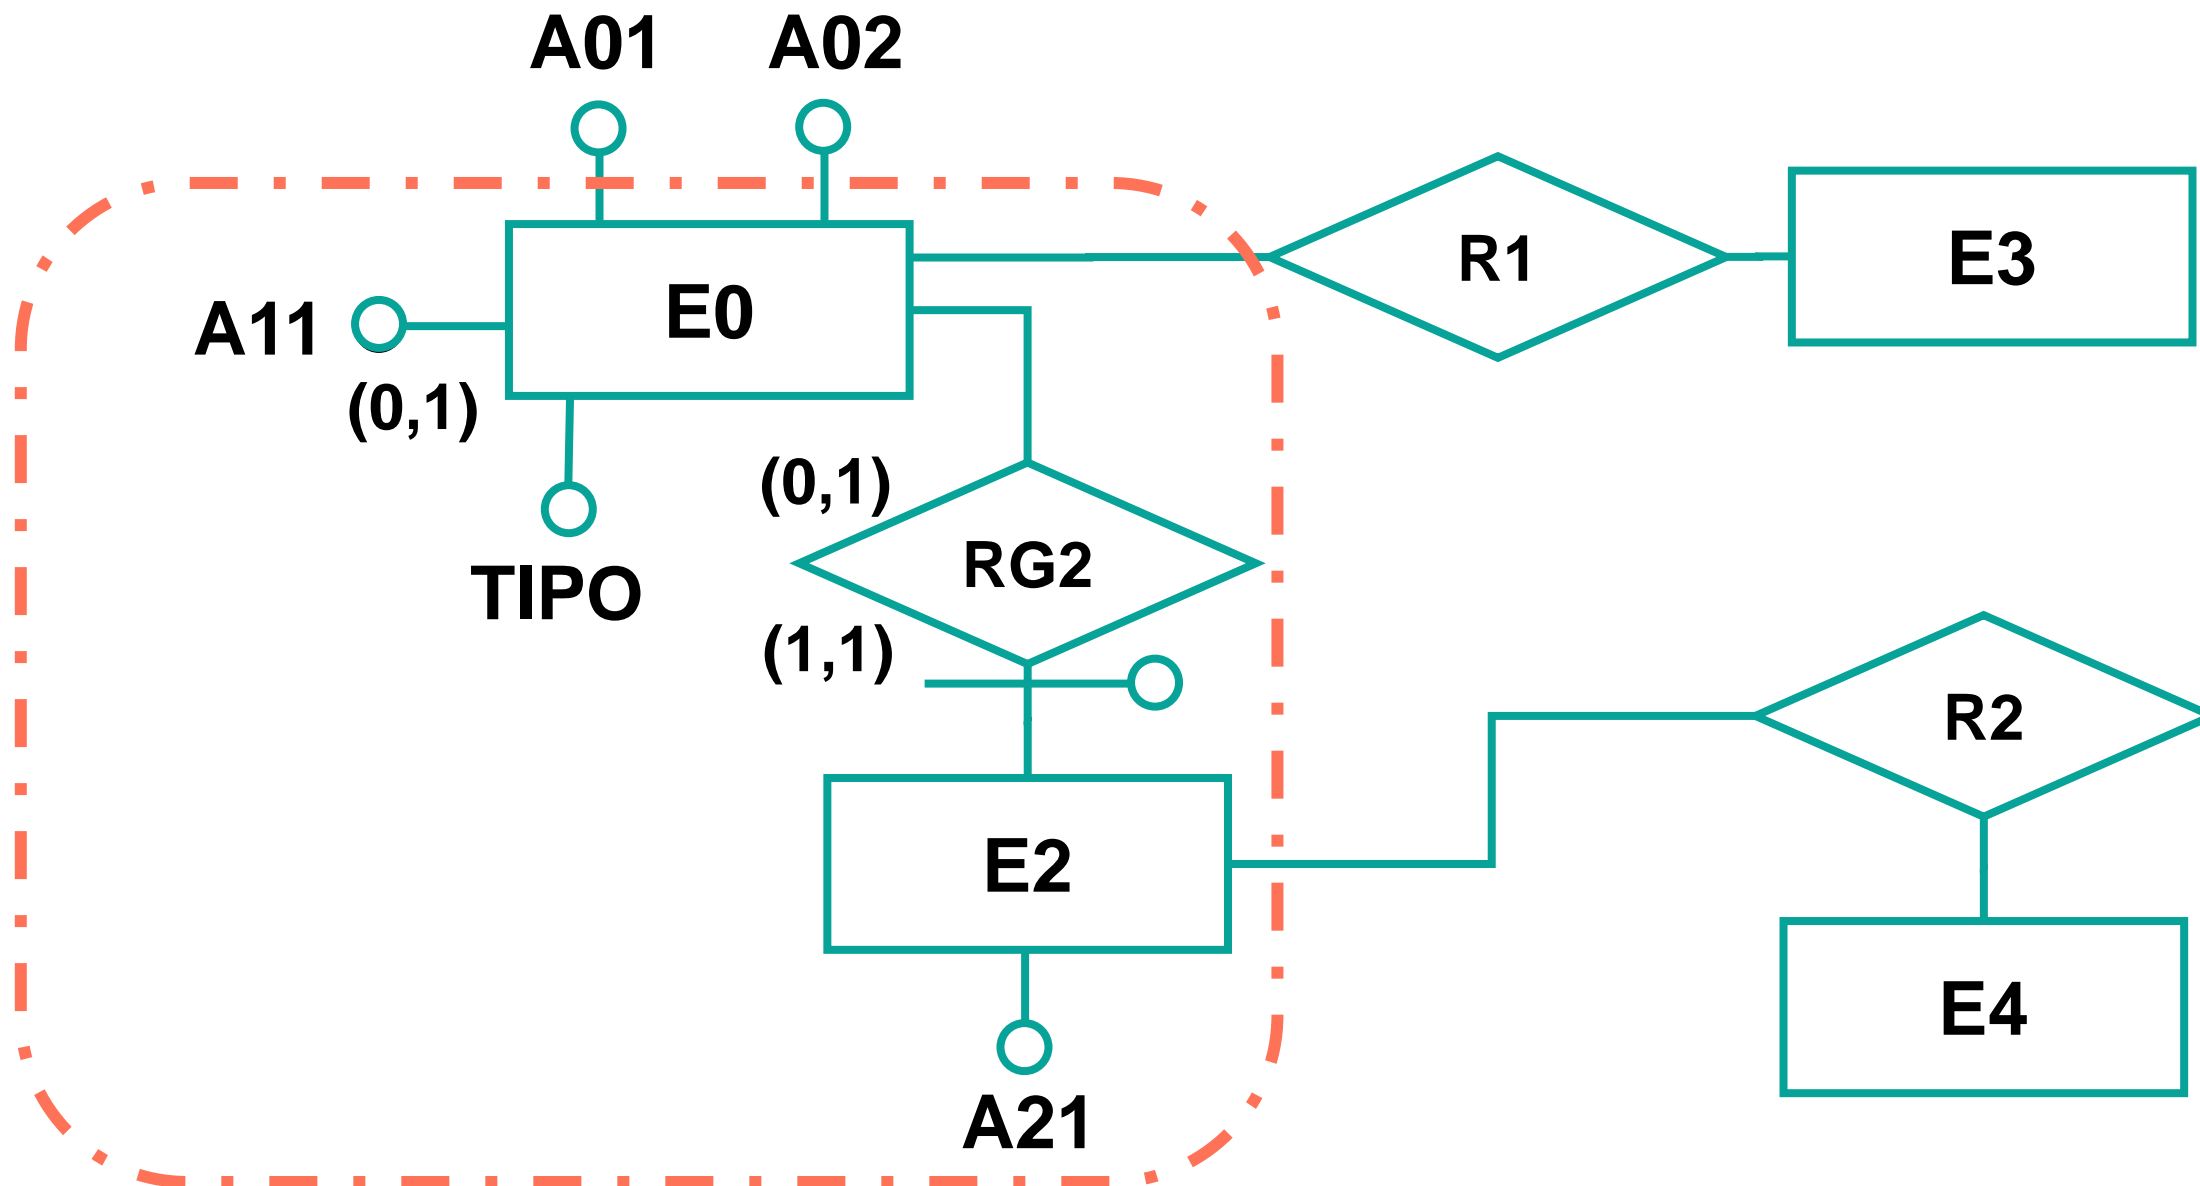 A01
A02
R1
E3
E0
A11
(0,1)
(0,1)
RG2
TIPO
(1,1)
R2
E2
E4
A21